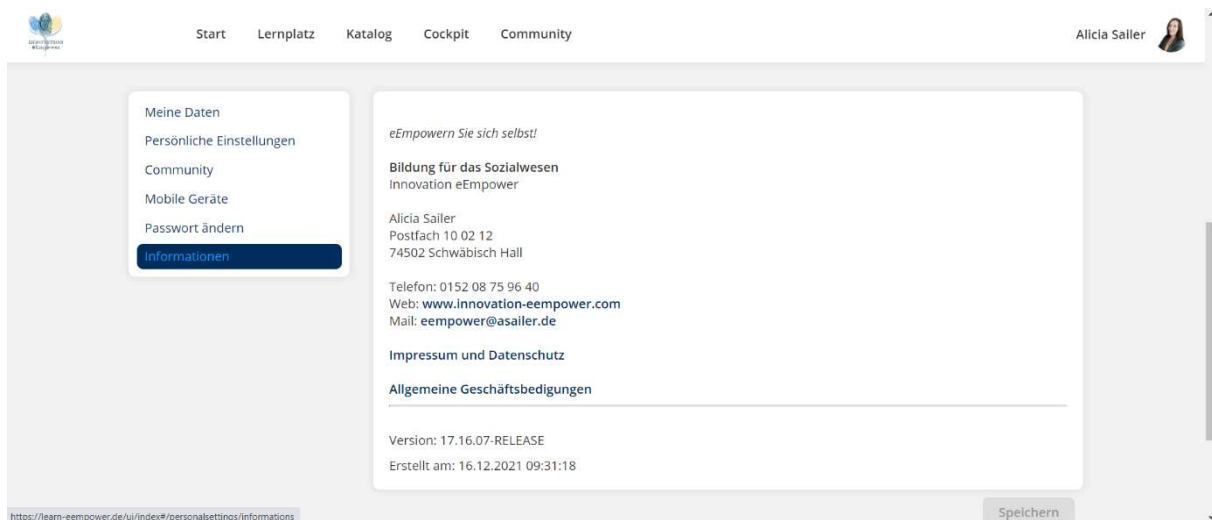 Start Lernplatz Katalog Cockpit Community Alicia Sailer
Meine Daten
Persönliche Einstellungen
Community
Mobile Geräte
Passwort ändern
Informationen
eEmpowern Sie sich selbst!
Bildung für das Sozialwesen
Innovation eEmpower
Alicia Sailer
Postfach 10 02 12
74502 Schwäbisch Hall
Telefon: 0152 08 75 96 40
Web: www.innovation-eempower.com
Mail: eempower@asailer.de
Impressum und Datenschutz
Allgemeine Geschäftsbedigungen
Version: 17.16.07-RELEASE
Erstellt am: 16.12.2021 09:31:18
Speichern
https://learn-eempower.de/ui/index#/personalsettings/informations